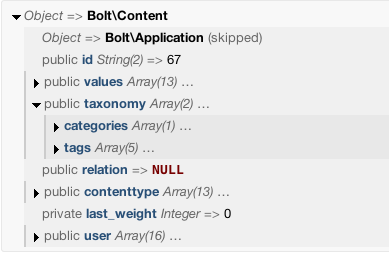 Object => Bolt\Content
Object => Bolt\Application (skipped)
public id String(2) => 67
public values Array(13) ...
public taxonomy Array(2) ...
categories Array(1) ...
tags Array(5) ...
public relation => NULL
public contenttype Array(13) ...
private last_weight Integer => 0
public user Array(16) ...